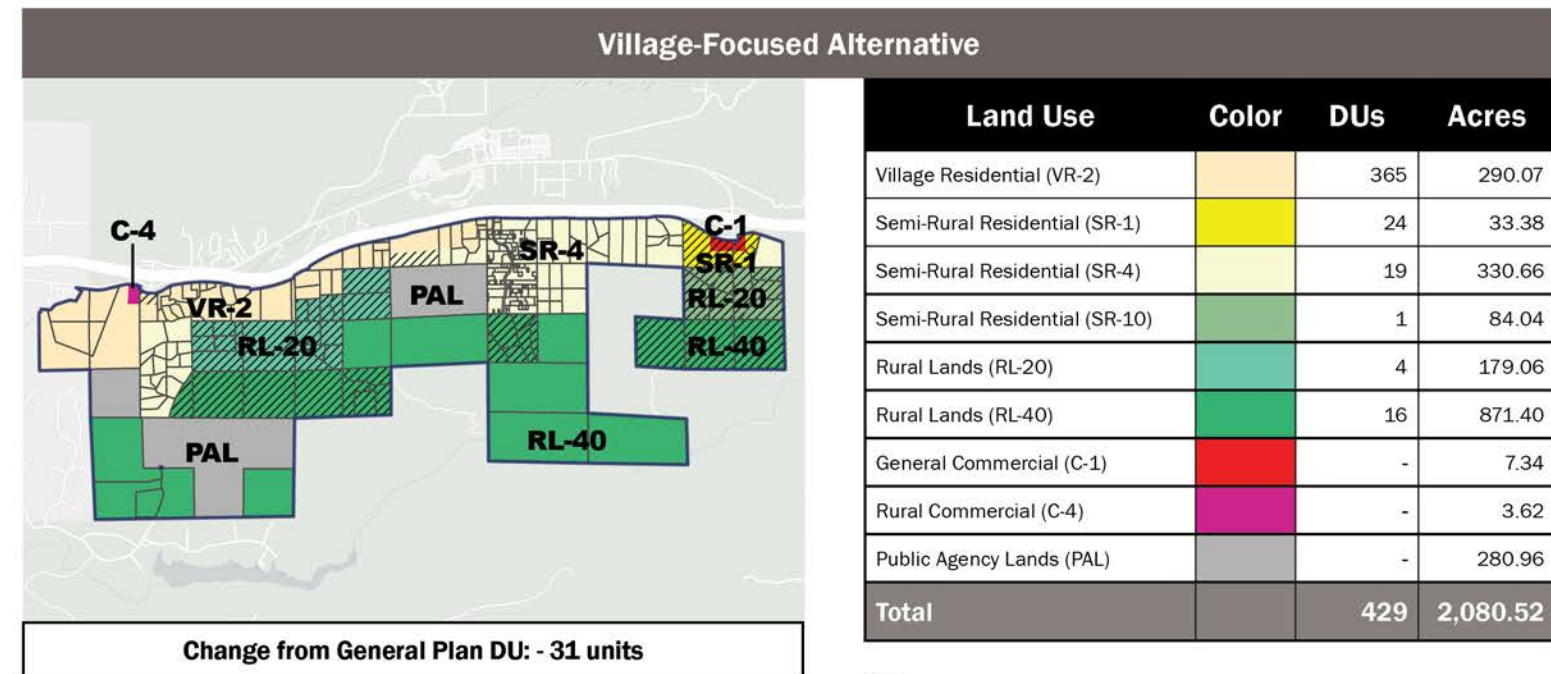 Village-Focused Alternative
C-4
VR-2
RL-20
PAL
PAL
SR-4
C-1
SR-1
RL-20
RL-40
RL-40
Change from General Plan DU: - 31 units
Land Use Color DUs Acres
Village Residential (VR-2) 365 290.07
Semi-Rural Residential (SR-1) 24 33.38
Semi-Rural Residential (SR-4) 19 330.66
Semi-Rural Residential (SR-10) 1 84.04
Rural Lands (RL-20) 4 179.06
Rural Lands (RL-40) 16 871.40
General Commercial (C-1) - 7.34
Rural Commercial (C-4) - 3.62
Public Agency Lands (PAL) - 280.96
Total 429 2,080.52